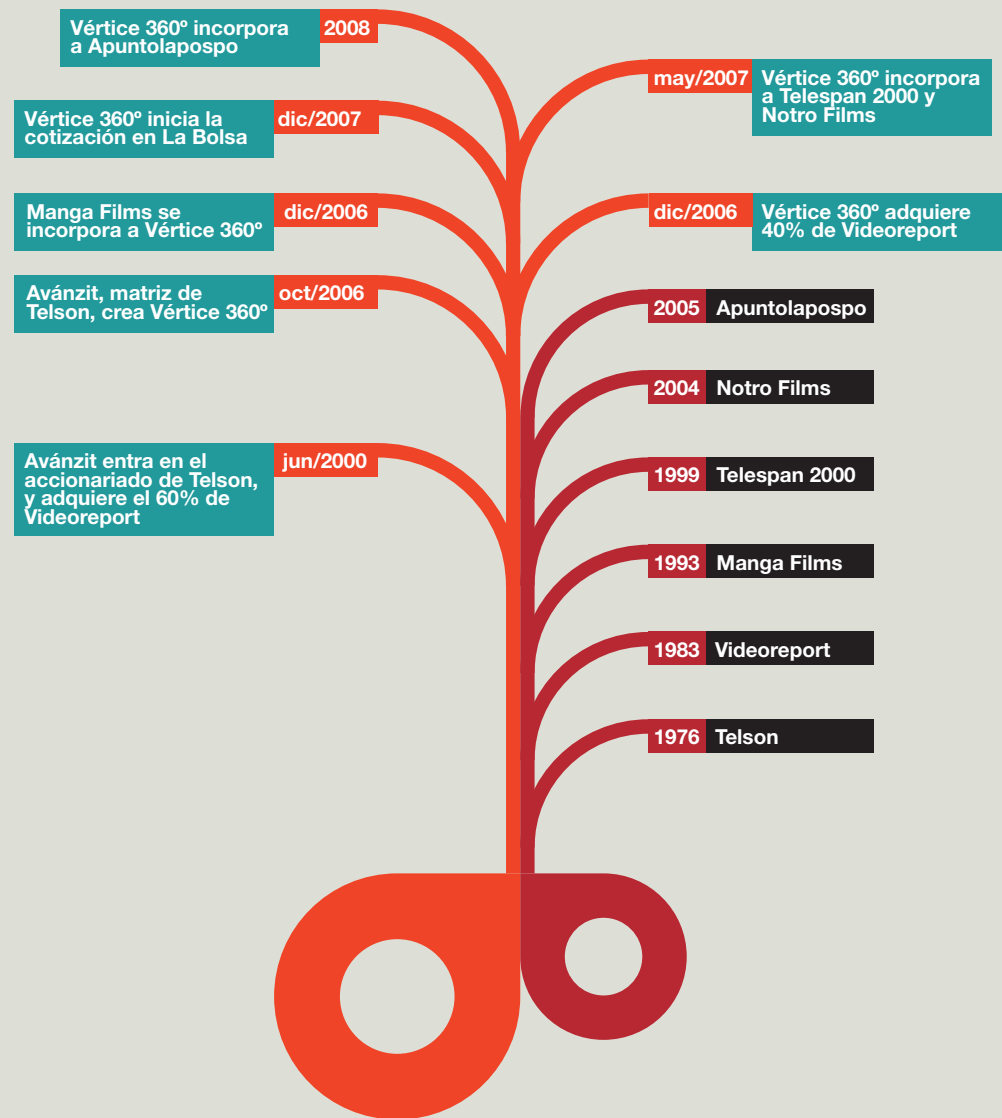 Vértice 360º incorpora
a Apuntolapospo
2008
may/2007
Vértice 360º incorpora
a Telespan 2000 y
Notro Films
Vértice 360º inicia la
cotización en La Bolsa
dic/2007
Manga Films se
incorpora a Vértice 360º
dic/2006
dic/2006
Vértice 360º adquiere
40% de Videoreport
Avánzit, matriz de
Telson, crea Vértice 360º
oct/2006
2005 Apuntolapospo
2004 Notro Films
Avánzit entra en el
accionariado de Telson,
y adquiere el 60% de
Videoreport
jun/2000
1999 Telespan 2000
1993 Manga Films
1983 Videoreport
1976 Telson